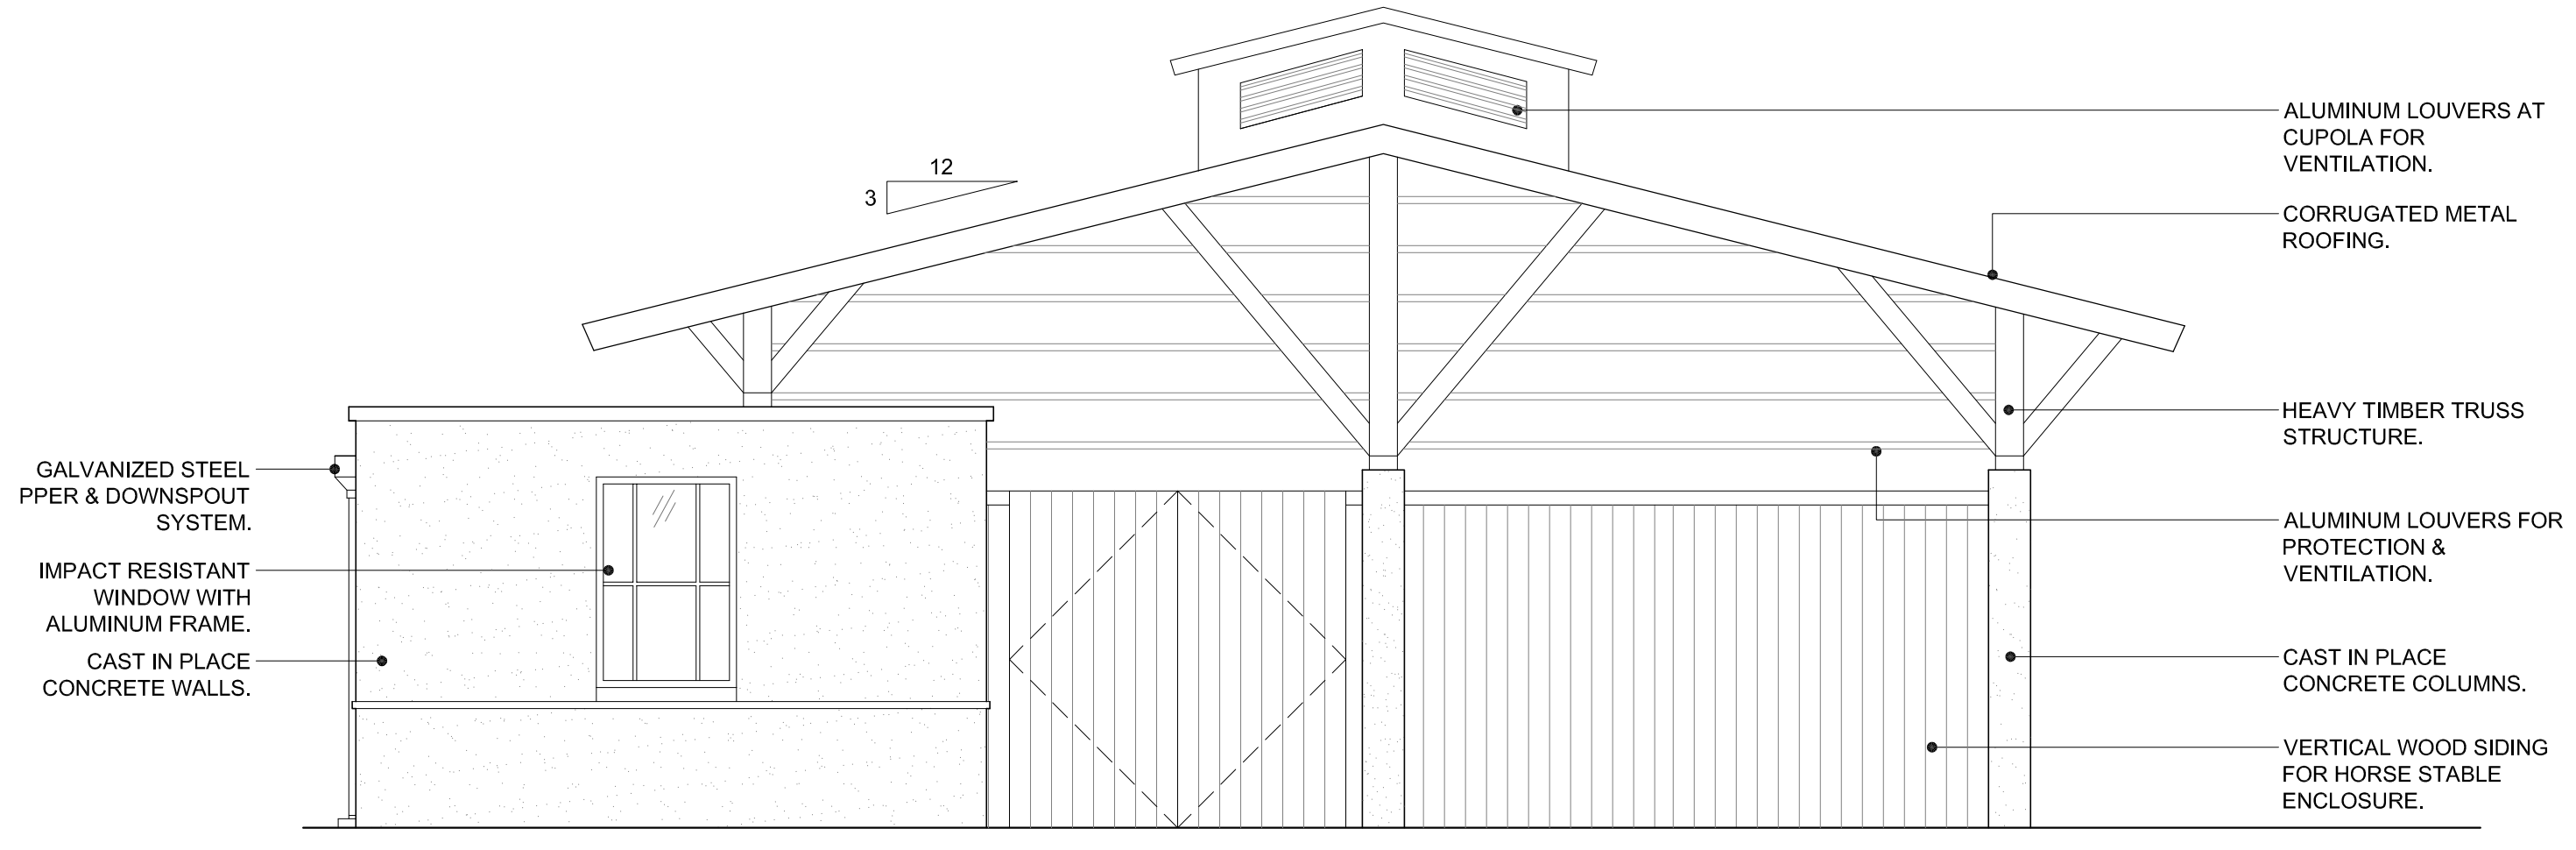 12
3
ALUMINUM LOUVERS AT
CUPOLA FOR
VENTILATION.
CORRUGATED METAL
ROOFING.
HEAVY TIMBER TRUSS
STRUCTURE.
ALUMINUM LOUVERS FOR
PROTECTION &
VENTILATION.
CAST IN PLACE
CONCRETE COLUMNS.
VERTICAL WOOD SIDING
FOR HORSE STABLE
ENCLOSURE.
GALVANIZED STEEL
PPER & DOWNSPOUT
SYSTEM.
IMPACT RESISTANT
WINDOW WITH
ALUMINUM FRAME.
CAST IN PLACE
CONCRETE WALLS.